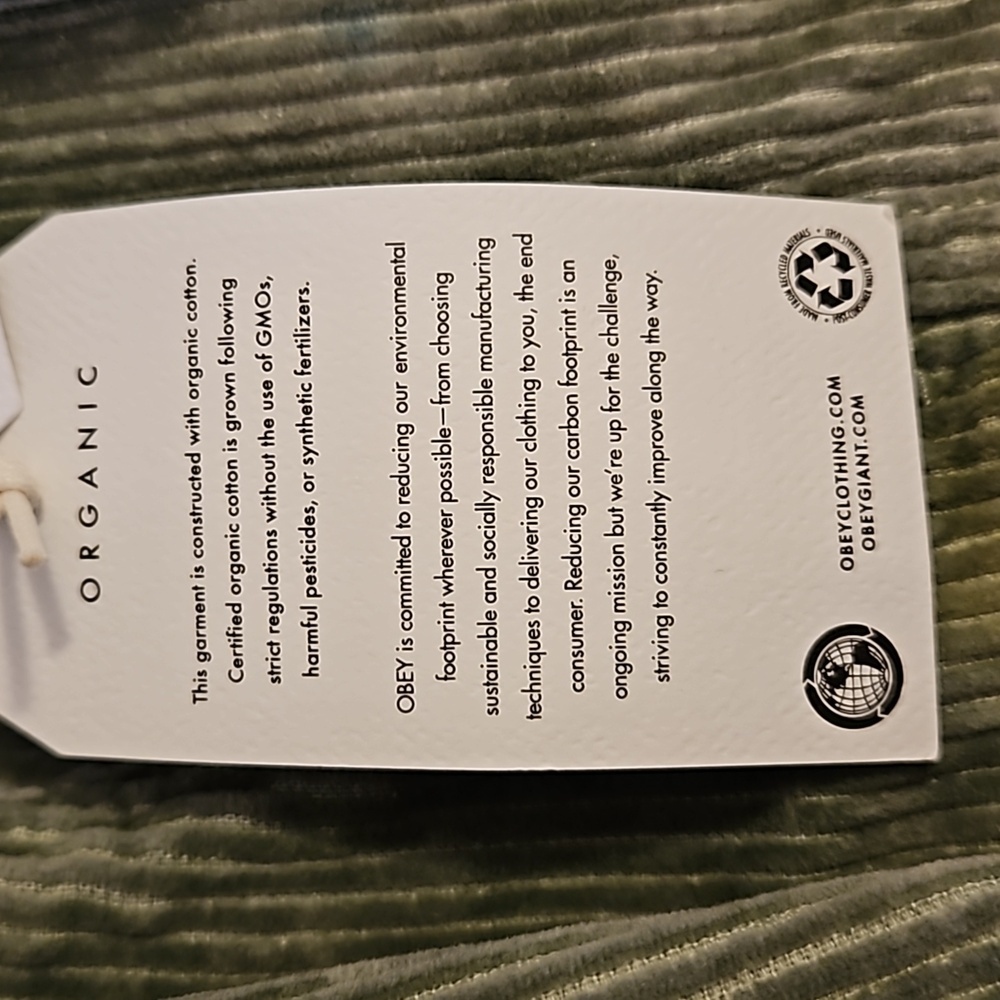 ORGANIC
This garment is constructed with organic cotton.
Certified organic cotton is grown following
strict regulations without the use of GMOs,
harmful pesticides, or synthetic fertilizers.
OBEY is committed to reducing our environmental
footprint wherever possible—from choosing
sustainable and socially responsible manufacturing
techniques to delivering our clothing to you, the end
consumer. Reducing our carbon footprint is an
ongoing mission but we're up for the challenge,
striving to constantly improve along the way.
OBEYCLOTHING.COM
OBEYGIANT.COM
MADE FROM RECYCLED MATERIALS •